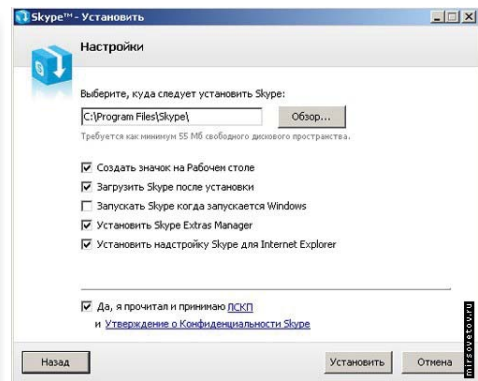 Skype™ - Установить
Настройки
Выберите, куда следует установить Skype:
C:\Program Files\Skype\
Обзор...
Требуется как минимум 55 Мб свободного дискового пространства.
Создать значок на Рабочем столе
Загрузить Skype после установки
Запускать Skype когда запускается Windows
Установить Skype Extras Manager
Установить надстройку Skype для Internet Explorer
Да, я прочитал и принимаю ЛСКП
и Утверждение о Конфиденциальности Skype
Назад
Установить
Отмена
mirsovetov.ru